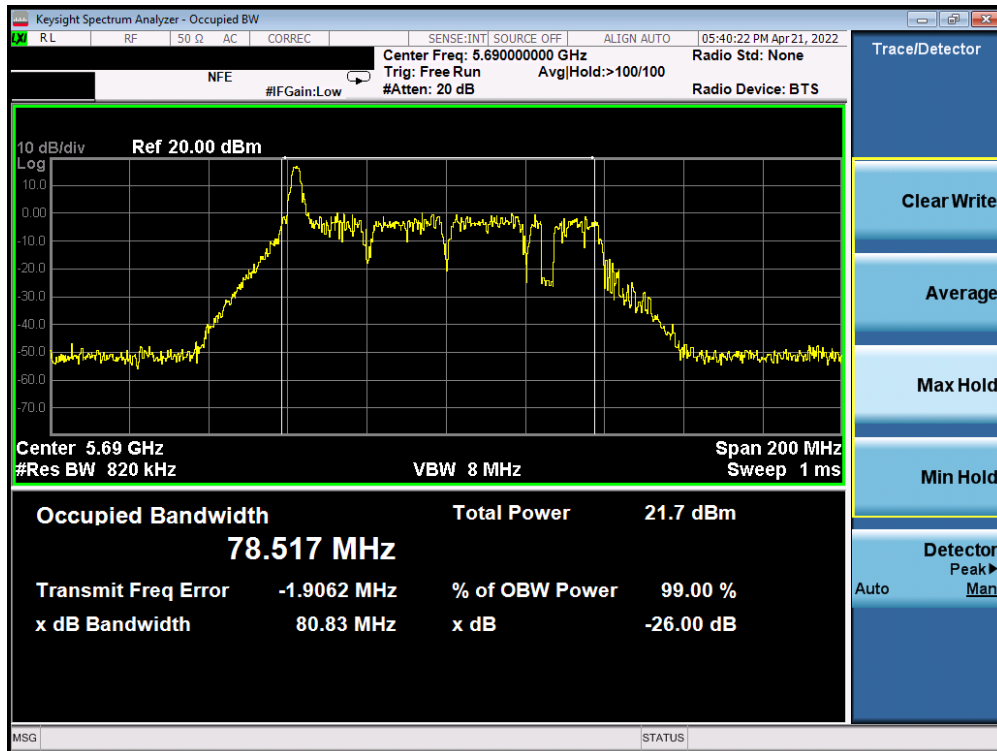 Keysight Spectrum Analyzer - Occupied BW
LXI RL RF 50 Ω AC CORREC SENSE:INT SOURCE OFF ALIGN AUTO 05:40:22 PM Apr 21, 2022
Center Freq: 5.690000000 GHz Radio Std: None
NFE Trig: Free Run Avg|Hold:>100/100
#IFGain:Low #Atten: 20 dB Radio Device: BTS
10 dB/div Ref 20.00 dBm
Log
10.0
0.00
-10.0
-20.0
-30.0
-40.0
-50.0
-60.0
-70.0
Center 5.69 GHz Span 200 MHz
#Res BW 820 kHz VBW 8 MHz Sweep 1 ms
Occupied Bandwidth Total Power 21.7 dBm
78.517 MHz
Transmit Freq Error -1.9062 MHz % of OBW Power 99.00 %
x dB Bandwidth 80.83 MHz x dB -26.00 dB
MSG STATUS
Trace/Detector
Clear Write
Average
Max Hold
Min Hold
Detector
Peak▶
Auto Man